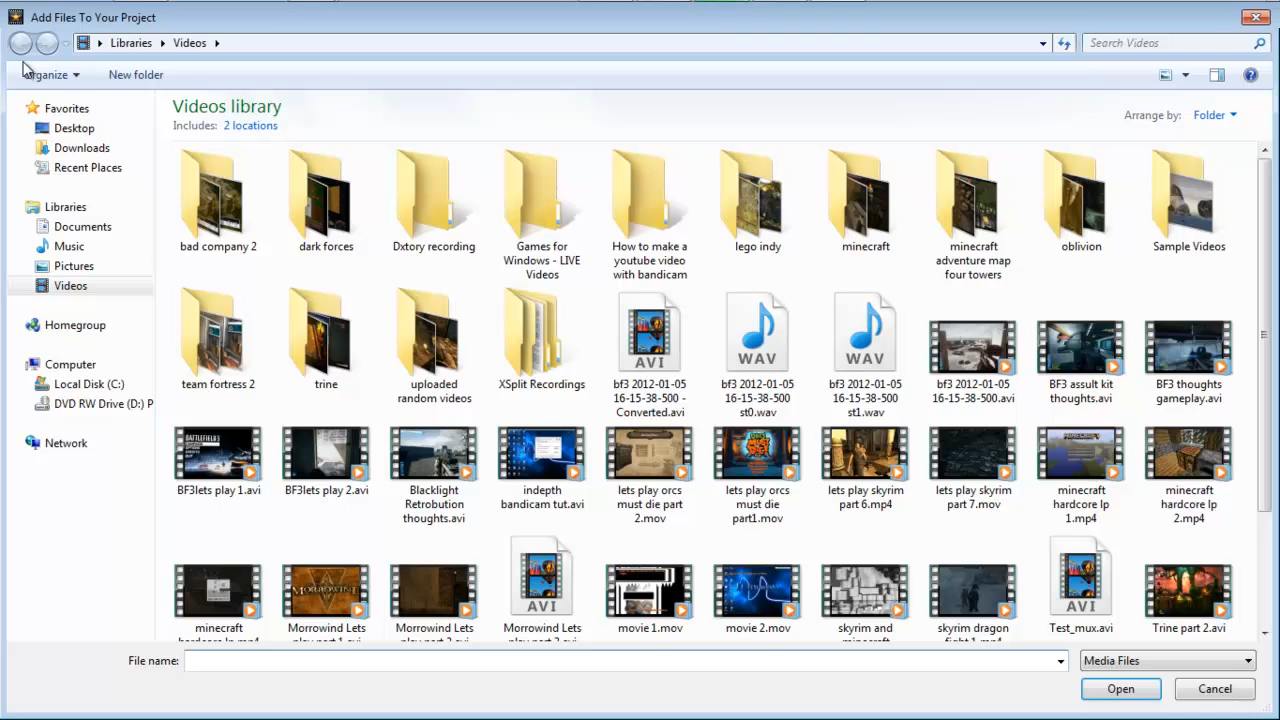 Add Files To Your Project
Libraries
Videos
Search Videos
Organize
New folder
Favorites
Desktop
Downloads
Recent Places
Libraries
Documents
Music
Pictures
Videos
Homegroup
Computer
Local Disk (C:)
DVD RW Drive (D:) P
Network
Videos library
Includes: 2 locations
Arrange by: Folder
bad company 2
dark forces
Dxtory recording
Games for
Windows - LIVE
Videos
How to make a
youtube video
with bandicam
lego indy
minecraft
minecraft
adventure map
four towers
oblivion
Sample Videos
team fortress 2
trine
uploaded
random videos
XSplit Recordings
AVI
bf3 2012-01-05
16-15-38-500 -
Converted.avi
WAV
bf3 2012-01-05
16-15-38-500
st0.wav
WAV
bf3 2012-01-05
16-15-38-500
st1.wav
bf3 2012-01-05
16-15-38-500.avi
BF3 assult kit
thoughts.avi
BF3 thoughts
gameplay.avi
BF3lets play 1.avi
BF3lets play 2.avi
Blacklight
Retrobution
thoughts.avi
indepth
bandicam tut.avi
lets play orcs
must die part
2.mov
lets play orcs
must die
part1.mov
lets play skyrim
part 6.mp4
lets play skyrim
part 7.mov
minecraft
hardcore lp
1.mp4
minecraft
hardcore lp
2.mp4
minecraft
hardcore lp.mp4
MORROWIND
Morrowind Lets
play part 1.avi
Morrowind Lets
play part 2.avi
AVI
Morrowind Lets
movie 1.mov
movie 2.mov
skyrim and
minecraft
skyrim dragon
fight 1.mp4
AVI
Test_mux.avi
Trine part 2.avi
File name:
Media Files
Open
Cancel